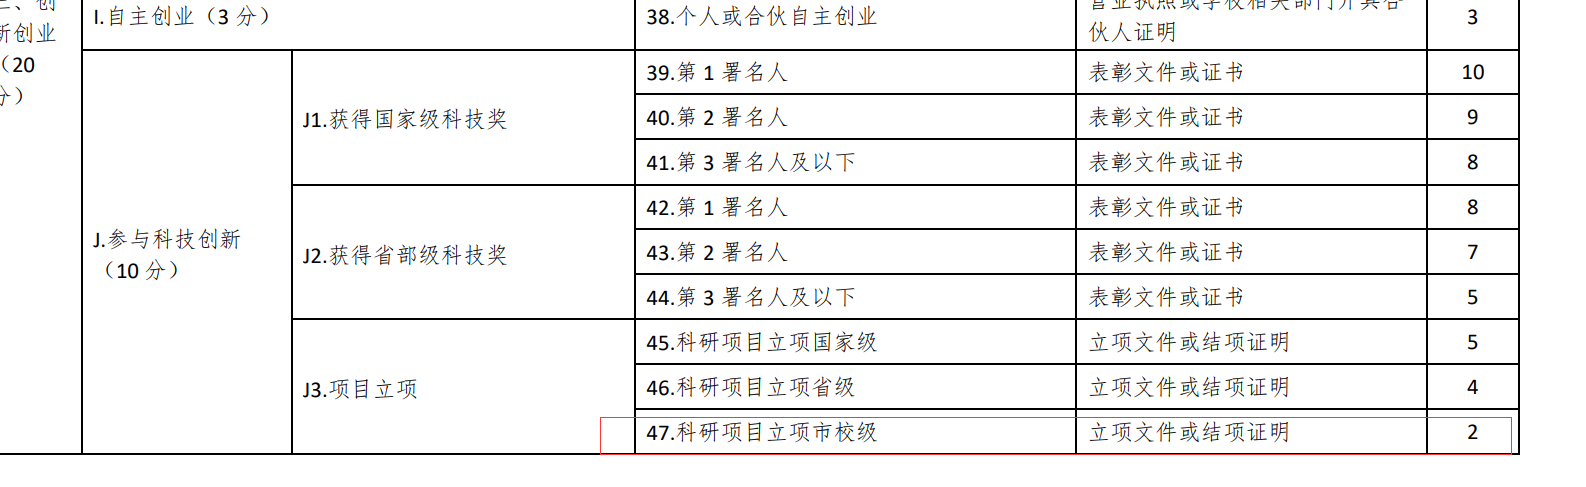 新创业
（20
分）
I.自主创业（3 分）
38.个人或合伙自主创业
伙人证明
3
J.参与科技创新
（10 分）
J1.获得国家级科技奖
39.第 1 署名人
表彰文件或证书
10
40.第 2 署名人
表彰文件或证书
9
41.第 3 署名人及以下
表彰文件或证书
8
J2.获得省部级科技奖
42.第 1 署名人
表彰文件或证书
8
43.第 2 署名人
表彰文件或证书
7
44.第 3 署名人及以下
表彰文件或证书
5
J3.项目立项
45.科研项目立项国家级
立项文件或结项证明
5
46.科研项目立项省级
立项文件或结项证明
4
47.科研项目立项市校级
立项文件或结项证明
2